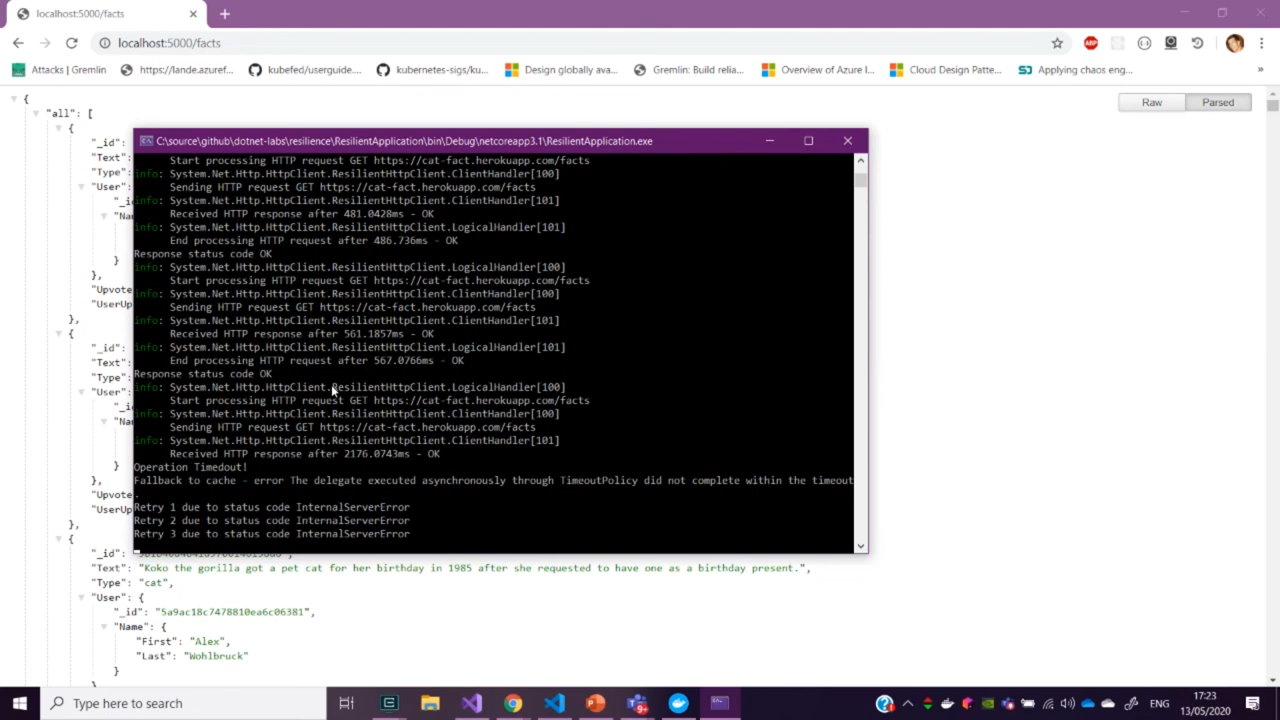 localhost:5000/facts
localhost:5000/facts
Attacks | Gremlin
https://lande.azuref...
kubefed/userguide....
kubernetes-sigs/ku...
Design globally ava...
Gremlin: Build relia...
Overview of Azure I...
Cloud Design Patte...
Applying chaos eng...
Raw
Parsed
{
"all": [
{
"_id":
"Text":
"Type":
"User":
}
},
"Upvote
"UserUp
},
{
"_id":
"Text":
"Type":
"User":
}
},
"Upvote
"UserUp
},
{
C:\source\github\dotnet-labs\resilience\ResilientApplication\bin\Debug\netcoreapp3.1\ResilientApplication.exe
Start processing HTTP request GET https://cat-fact.herokuapp.com/facts
info: System.Net.Http.HttpClient.ResilientHttpClient.ClientHandler[100]
Sending HTTP request GET https://cat-fact.herokuapp.com/facts
info: System.Net.Http.HttpClient.ResilientHttpClient.ClientHandler[101]
Received HTTP response after 481.0428ms - OK
info: System.Net.Http.HttpClient.ResilientHttpClient.LogicalHandler[101]
End processing HTTP request after 486.736ms - OK
Response status code OK
info: System.Net.Http.HttpClient.ResilientHttpClient.LogicalHandler[100]
Start processing HTTP request GET https://cat-fact.herokuapp.com/facts
info: System.Net.Http.HttpClient.ResilientHttpClient.ClientHandler[100]
Sending HTTP request GET https://cat-fact.herokuapp.com/facts
info: System.Net.Http.HttpClient.ResilientHttpClient.ClientHandler[101]
Received HTTP response after 561.1857ms - OK
info: System.Net.Http.HttpClient.ResilientHttpClient.LogicalHandler[101]
End processing HTTP request after 567.0766ms - OK
Response status code OK
info: System.Net.Http.HttpClient.ResilientHttpClient.LogicalHandler[100]
Start processing HTTP request GET https://cat-fact.herokuapp.com/facts
info: System.Net.Http.HttpClient.ResilientHttpClient.ClientHandler[100]
Sending HTTP request GET https://cat-fact.herokuapp.com/facts
info: System.Net.Http.HttpClient.ResilientHttpClient.ClientHandler[101]
Received HTTP response after 2176.0743ms - OK
Operation Timedout!
Fallback to cache - error The delegate executed asynchronously through TimeoutPolicy did not complete within the timeout
.
Retry 1 due to status code InternalServerError
Retry 2 due to status code InternalServerError
Retry 3 due to status code InternalServerError
"_id":
"Text": "Koko the gorilla got a pet cat for her birthday in 1985 after she requested to have one as a birthday present.",
"Type": "cat",
"User": {
"_id": "5a9ac18c7478810ea6c06381",
"Name": {
"First": "Alex",
"Last": "Wohlbruck"
}
Type here to search
ENG
17:23
13/05/2020